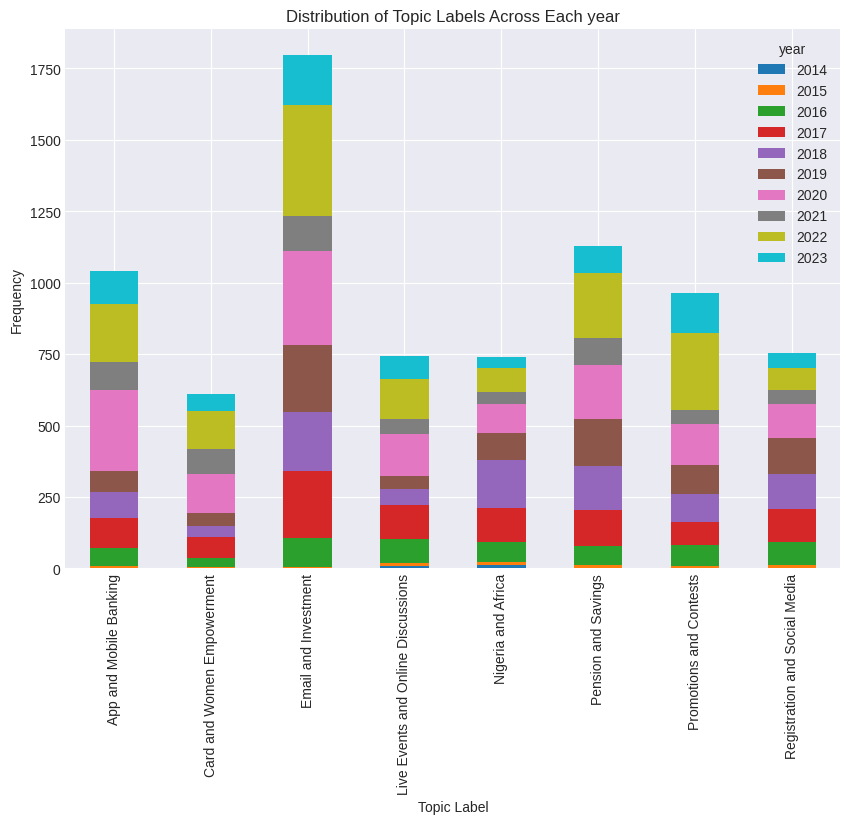 Distribution of Topic Labels Across Each year
year
2014
2015
2016
2017
2018
2019
2020
2021
2022
2023
Frequency
1750
1500
1250
1000
750
500
250
0
App and Mobile Banking
Card and Women Empowerment
Email and Investment
Live Events and Online Discussions
Nigeria and Africa
Pension and Savings
Promotions and Contests
Registration and Social Media
Topic Label